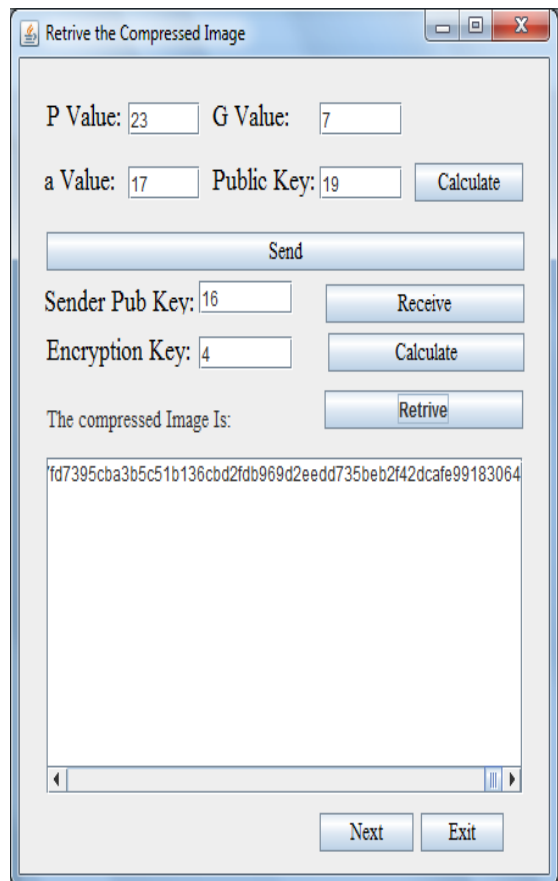 Retrive the Compressed Image
P Value: 23 G Value: 7
a Value: 17 Public Key: 19 Calculate
Send
Sender Pub Key: 16 Receive
Encryption Key: 4 Calculate
Retrive
The compressed Image Is:
'fd7395cba3b5c51b136cbd2fdb969d2eedd735beb2f42dcafe99183064
Next Exit